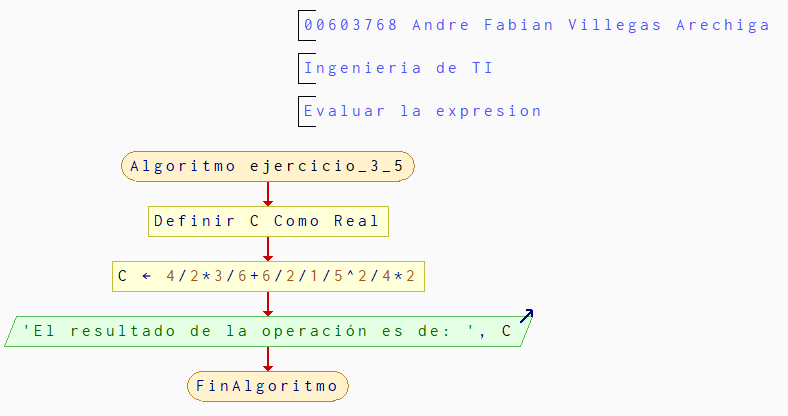 00603768 Andre Fabian Villegas Arechiga
Ingenieria de TI
Evaluar la expresion
Algoritmo ejercicio_3_5
Definir C Como Real
C ← 4/2*3/6+6/2/1/5^2/4*2
'El resultado de la operación es de: ', C
FinAlgoritmo